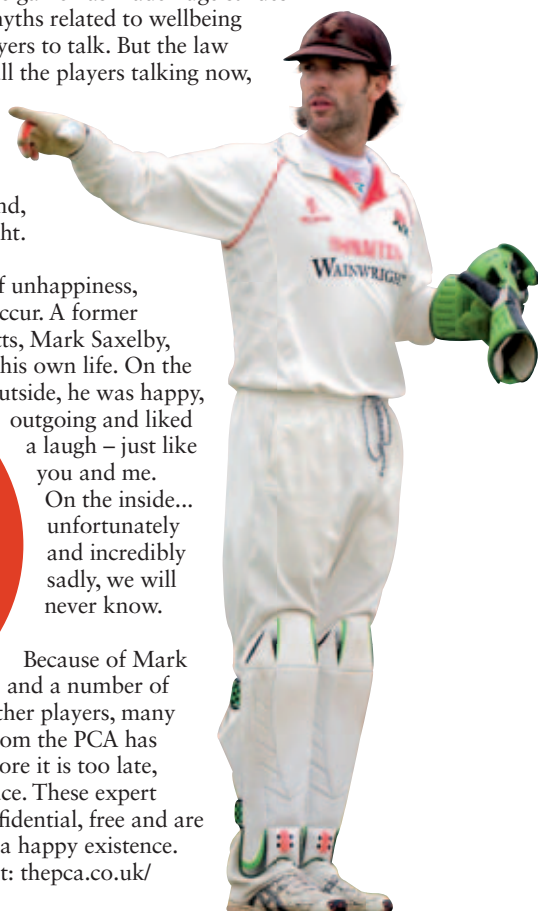 myths related to wellbeing
yers to talk. But the law
ll the players talking now,
nd,
ht.
f unhappiness,
ccur. A former
tts, Mark Saxelby,
his own life. On the
utside, he was happy,
outgoing and liked
a laugh – just like
you and me.
On the inside...
unfortunately
and incredibly
sadly, we will
never know.
Because of Mark
and a number of
ther players, many
om the PCA has
ore it is too late,
ce. These expert
fidential, free and are
a happy existence.
t: thepca.co.uk/
WAINWRIGHT